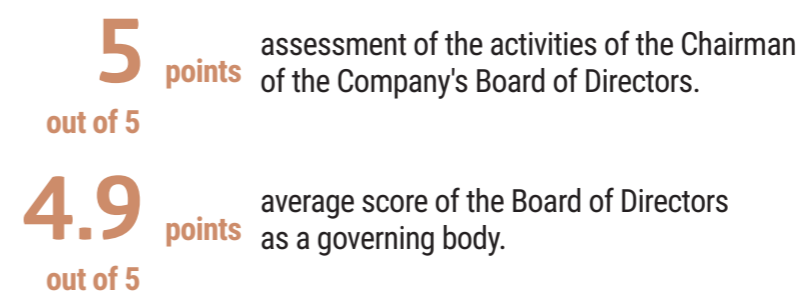 5 points
out of 5
assessment of the activities of the Chairman
of the Company's Board of Directors.
4.9 points
out of 5
average score of the Board of Directors
as a governing body.